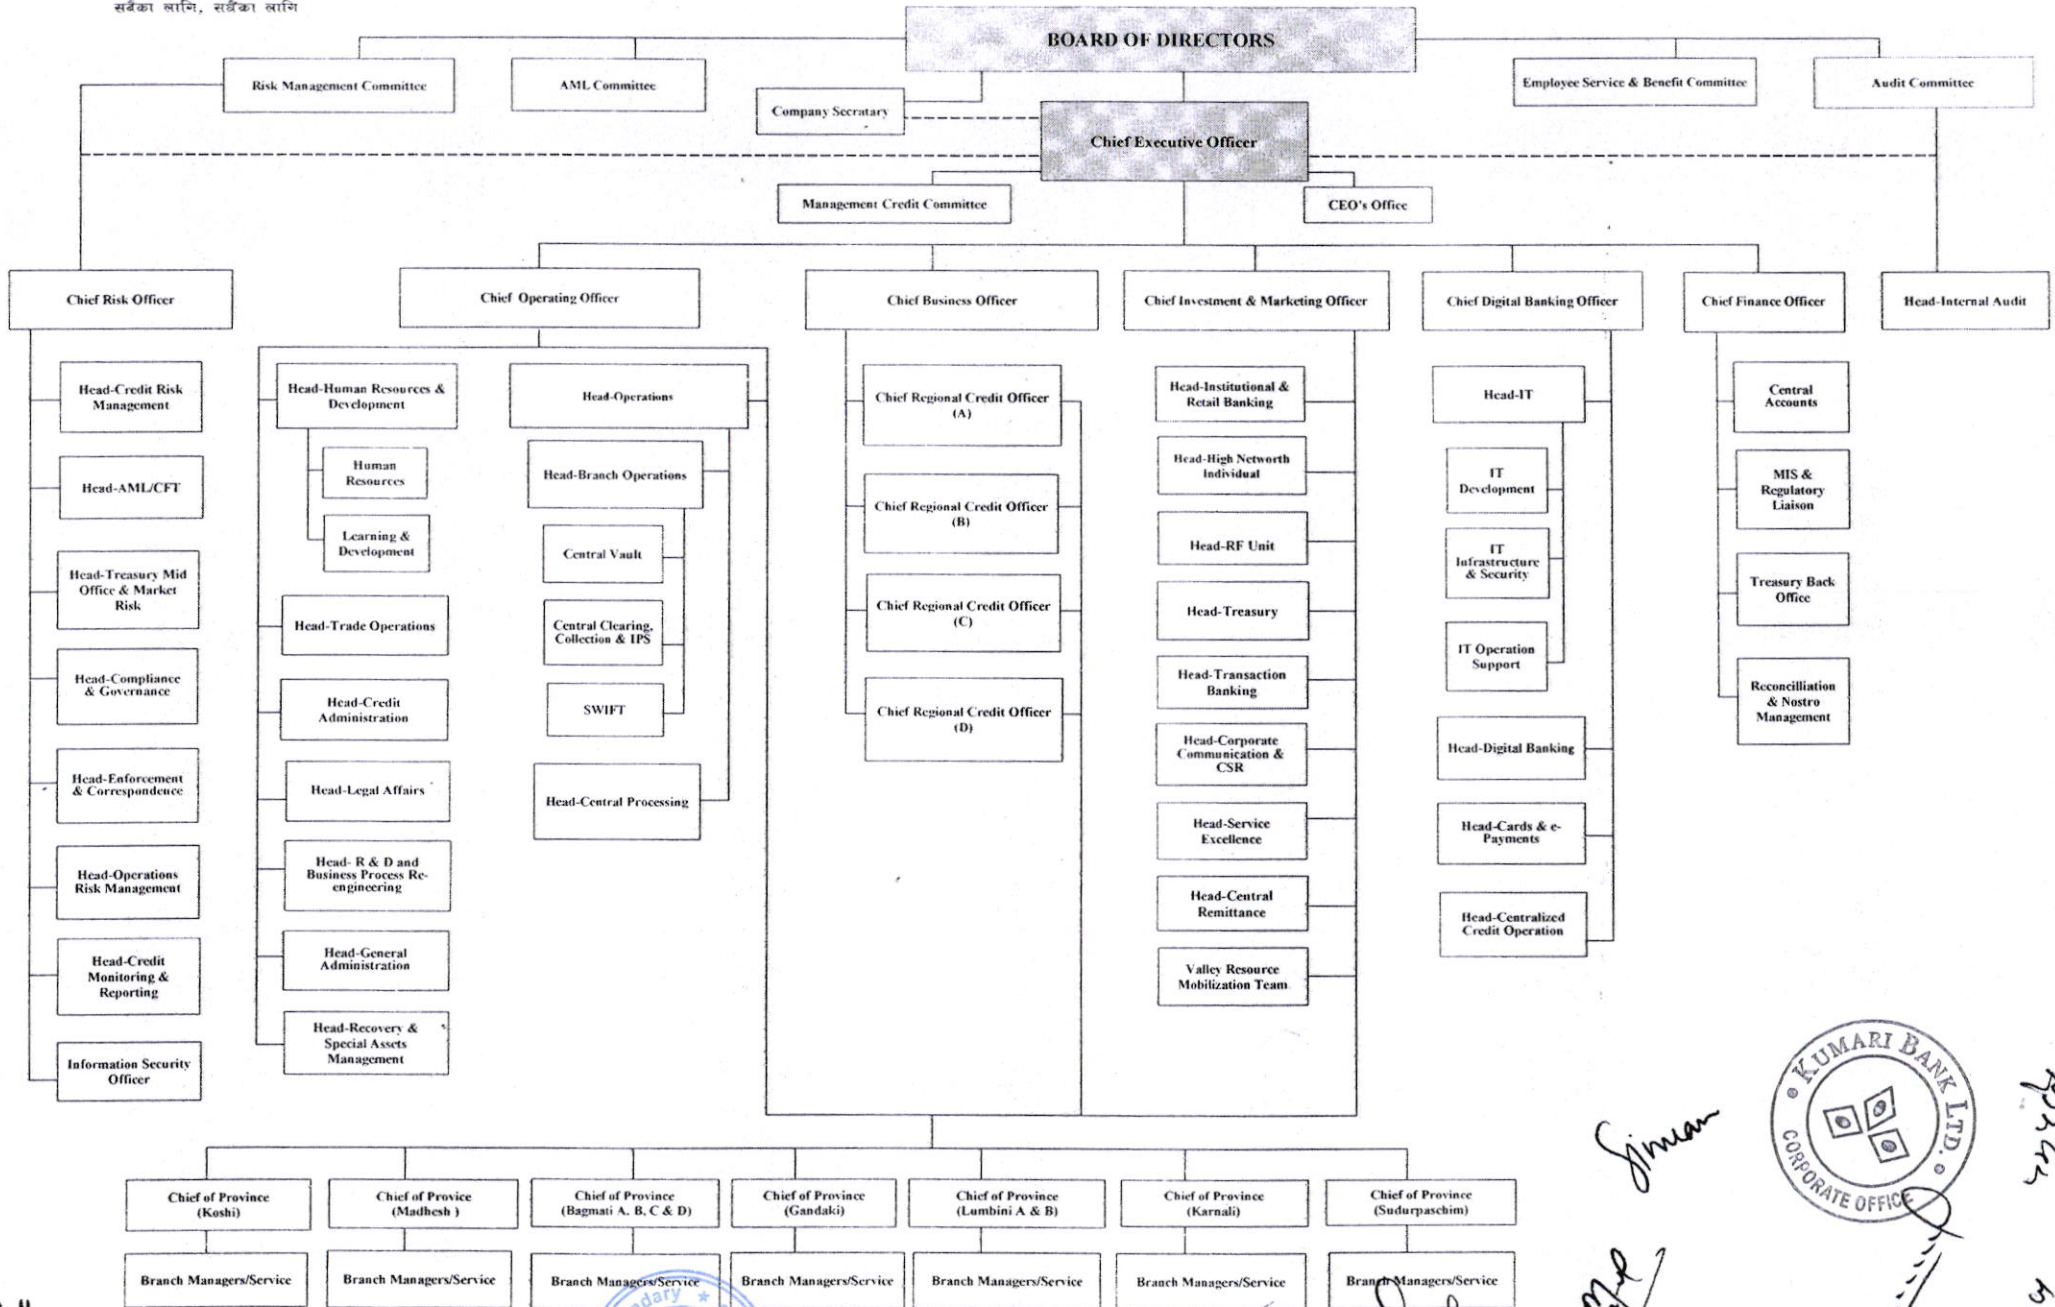 सबैका लागि, सधैंका लागि
BOARD OF DIRECTORS
Risk Management Committee
AML Committee
Company Secratary
Employee Service & Benefit Committee
Audit Committee
Chief Executive Officer
Management Credit Committee
CEO's Office
Chief Risk Officer
Chief Operating Officer
Chief Business Officer
Chief Investment & Marketing Officer
Chief Digital Banking Officer
Chief Finance Officer
Head-Internal Audit
Head-Credit Risk
Management
Head-AML/CFT
Head-Treasury Mid
Office & Market
Risk
Head-Compliance
& Governance
Head-Enforcement
& Correspondence
Head-Operations
Risk Management
Head-Credit
Monitoring &
Reporting
Information Security
Officer
Head-Human Resources &
Development
Human
Resources
Learning &
Development
Head-Trade Operations
Head-Credit
Administration
Head-Legal Affairs
Head- R & D and
Business Process Re-
engineering
Head-General
Administration
Head-Recovery &
Special Assets
Management
Head-Operations
Head-Branch Operations
Central Vault
Central Clearing,
Collection & IPS
SWIFT
Head-Central Processing
Chief Regional Credit Officer
(A)
Chief Regional Credit Officer
(B)
Chief Regional Credit Officer
(C)
Chief Regional Credit Officer
(D)
Head-Institutional &
Retail Banking
Head-High Networth
Individual
Head-RF Unit
Head-Treasury
Head-Transaction
Banking
Head-Corporate
Communication &
CSR
Head-Service
Excellence
Head-Central
Remittance
Valley Resource
Mobilization Team
Head-IT
IT
Development
IT
Infrastructure
& Security
IT Operation
Support
Head-Digital Banking
Head-Cards & e-
Payments
Head-Centralized
Credit Operation
Central
Accounts
MIS &
Regulatory
Liaison
Treasury Back
Office
Reconcilliation
& Nostro
Management
KUMARI BANK LTD.
CORPORATE OFFICE
Chief of Province
(Koshi)
Chief of Provice
(Madhesh )
Chief of Province
(Bagmati A. B, C & D)
Chief of Province
(Gandaki)
Chief of Province
(Lumbini A & B)
Chief of Province
(Karnali)
Chief of Province
(Sudurpaschim)
Branch Managers/Service
Branch Managers/Service
Branch Managers/Service
Branch Managers/Service
Branch Managers/Service
Branch Managers/Service
Branch Managers/Service